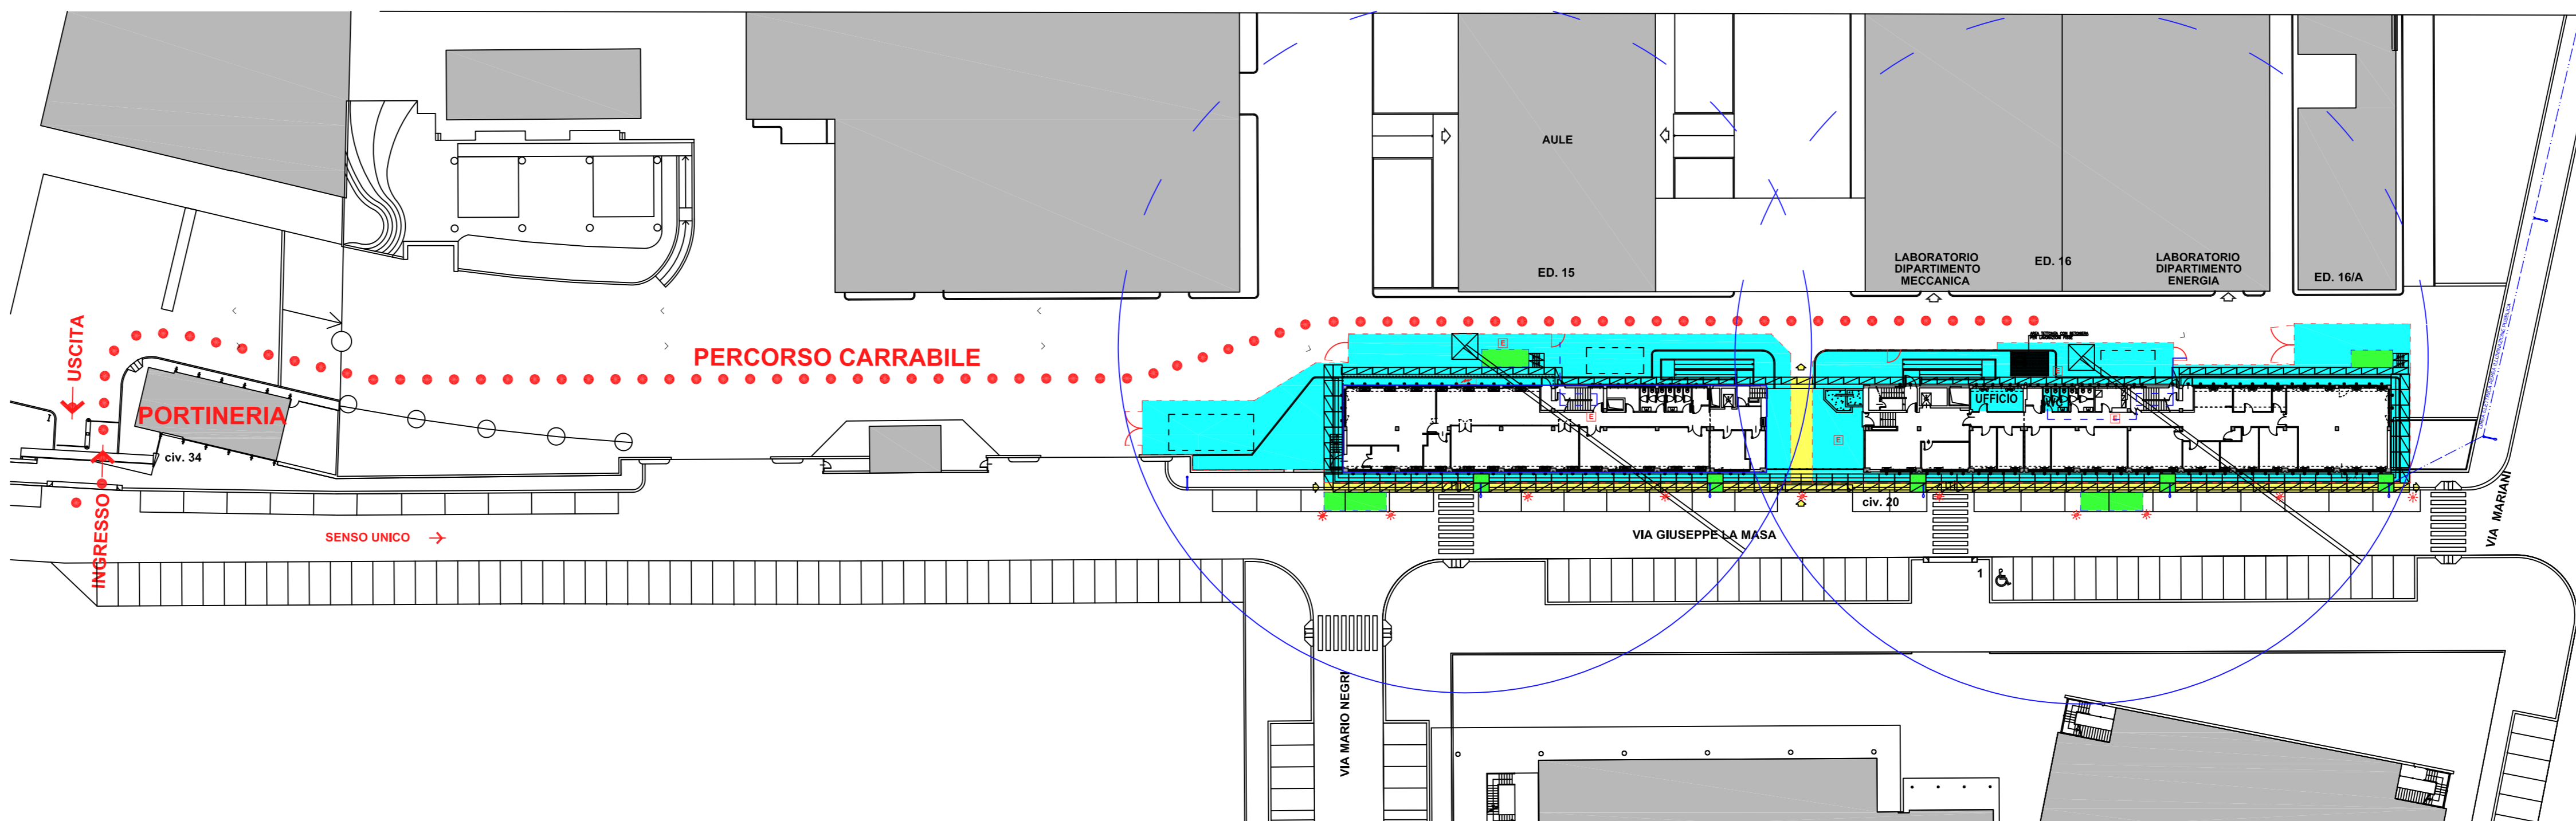 AULE
ED. 15
LABORATORIO
DIPARTIMENTO
MECCANICA
ED. 16
LABORATORIO
DIPARTIMENTO
ENERGIA
ED. 16/A
USCITA
PERCORSO CARRABILE
PORTINERIA
civ. 34
INGRESSO
SENSO UNICO
UFFICIO
E
E
E
E
E
civ. 20
VIA GIUSEPPE LA MASA
VIA MARIANI
1
VIA MARIO NEGRI